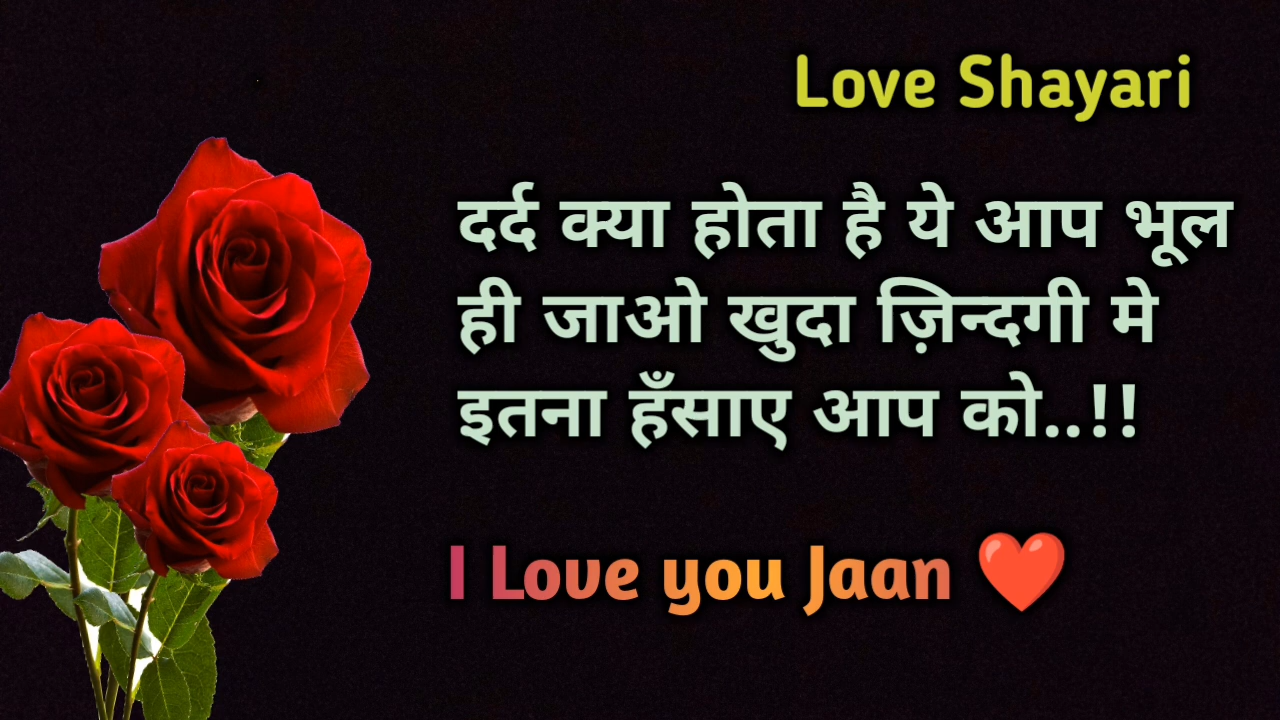 Love Shayari
दर्द क्या होता है ये आप भूल
ही जाओ खुदा ज़िन्दगी मे
इतना हँसाए आप को..!!
I Love you Jaan ❤️